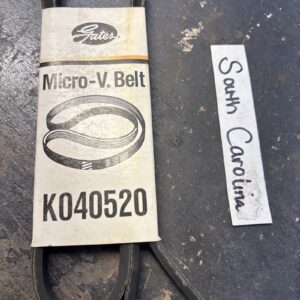 Gates
Micro-V® Belt
K040520
South Carolina